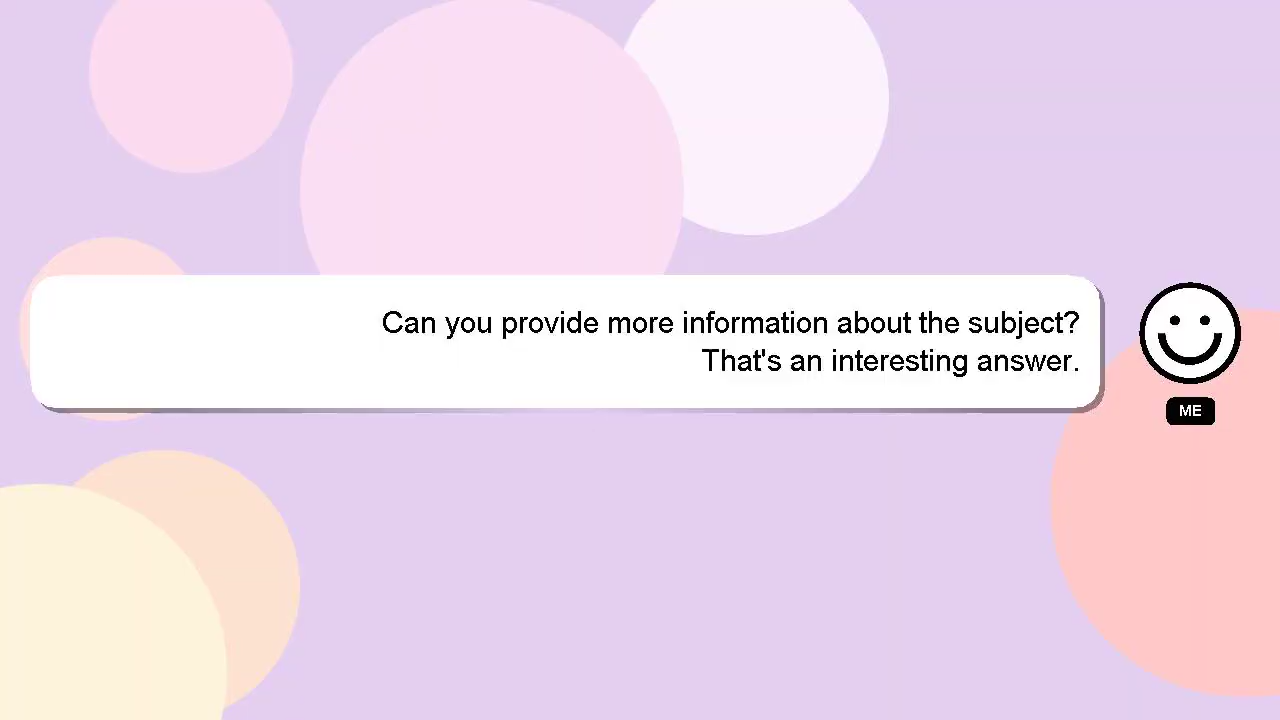 Can you provide more information about the subject?
That's an interesting answer.
ME